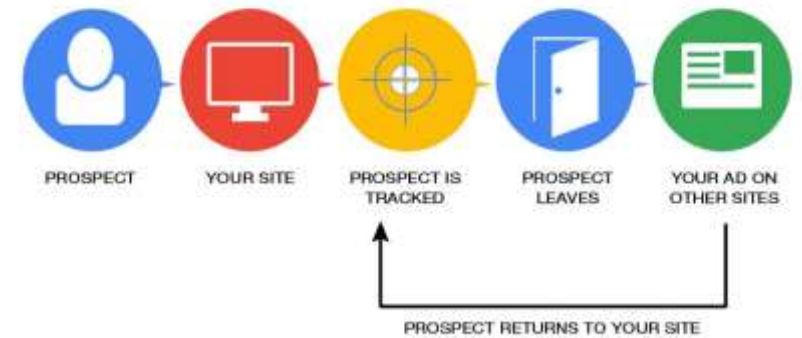 PROSPECT
YOUR SITE
PROSPECT IS
TRACKED
PROSPECT
LEAVES
YOUR AD ON
OTHER SITES
PROSPECT RETURNS TO YOUR SITE